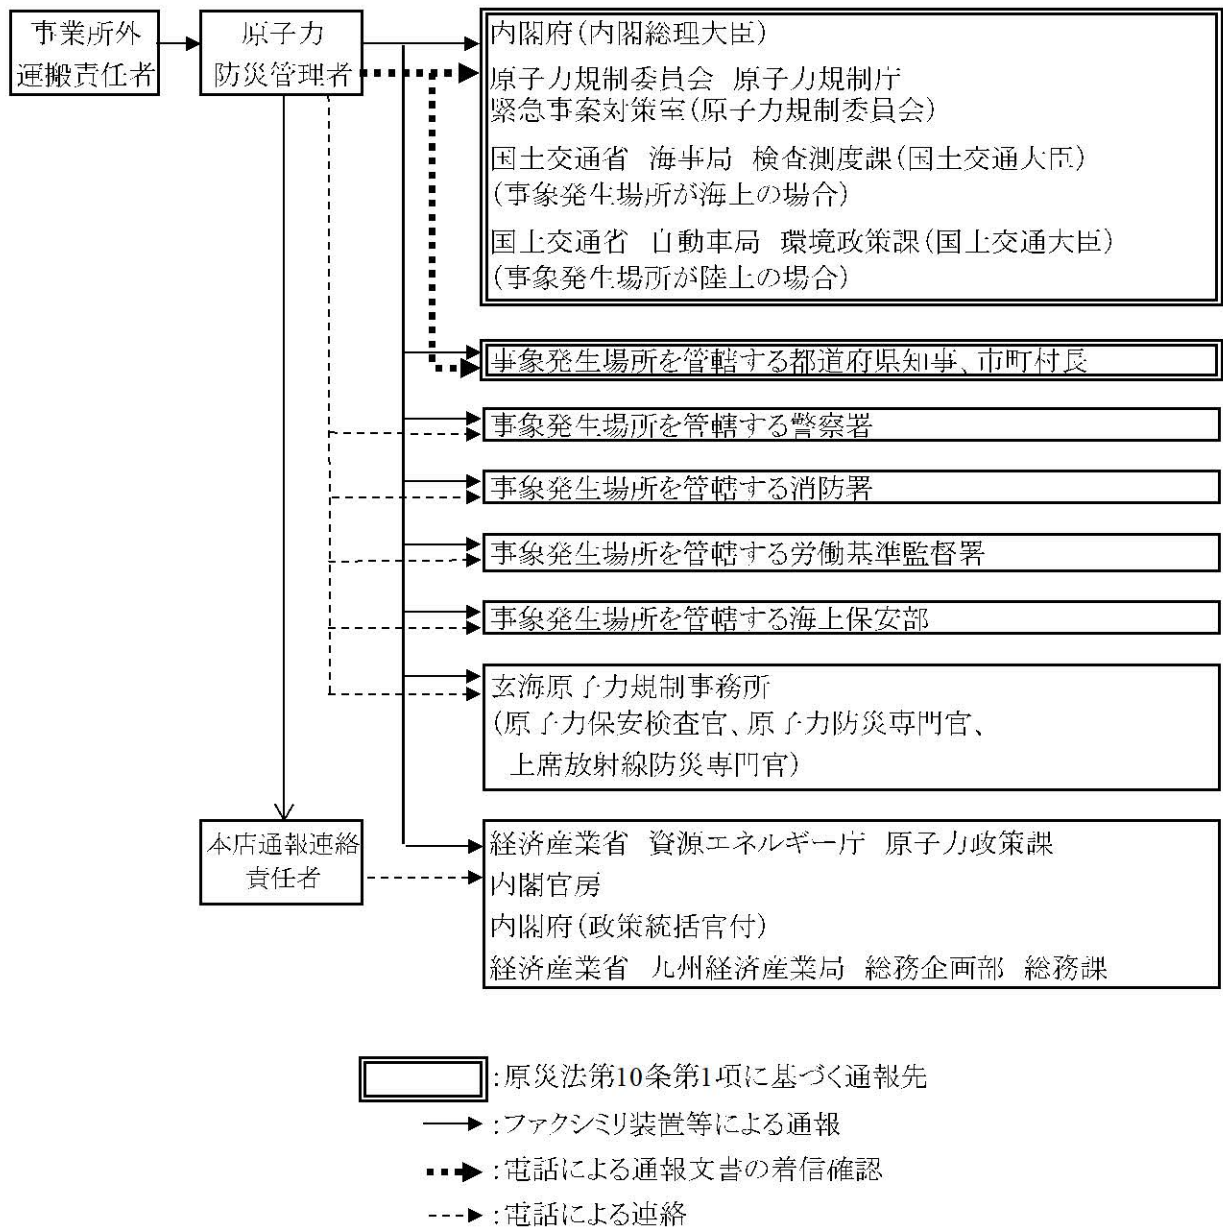 事業所外
運搬責任者
原子力
防災管理者
内閣府(内閣総理大臣)
原子力規制委員会 原子力規制庁
緊急事案対策室(原子力規制委員会)
国土交通省 海事局 検査測度課(国土交通大臣)
(事象発生場所が海上の場合)
国土交通省 自動車局 環境政策課(国土交通大臣)
(事象発生場所が陸上の場合)
事象発生場所を管轄する都道府県知事、市町村長
事象発生場所を管轄する警察署
事象発生場所を管轄する消防署
事象発生場所を管轄する労働基準監督署
事象発生場所を管轄する海上保安部
玄海原子力規制事務所
(原子力保安検査官、原子力防災専門官、
上席放射線防災専門官)
本店通報連絡
責任者
経済産業省 資源エネルギー庁 原子力政策課
内閣官房
内閣府(政策統括官付)
経済産業省 九州経済産業局 総務企画部 総務課
:原災法第10条第1項に基づく通報先
:ファクシミリ装置等による通報
:電話による通報文書の着信確認
:電話による連絡